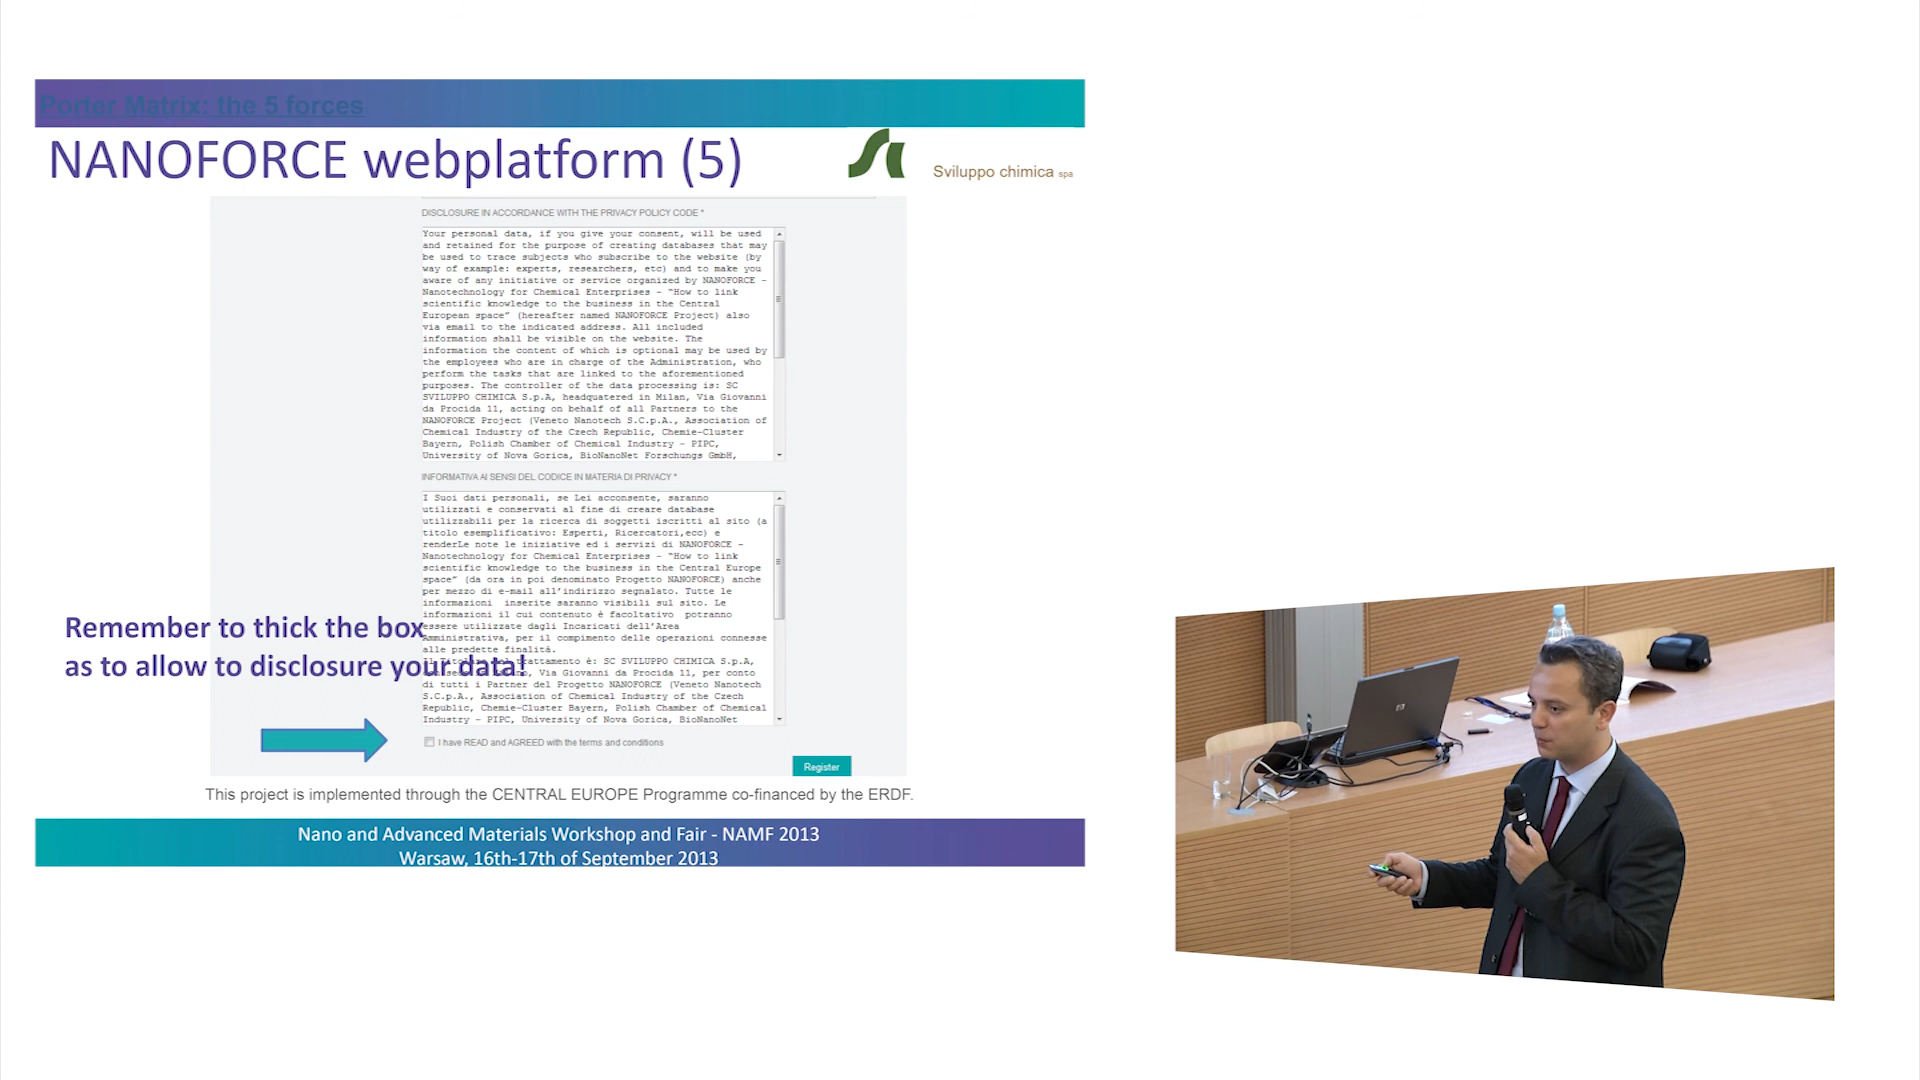 Porter Matrix: the 5 forces
NANOFORCE webplatform (5)
Sviluppo chimica spa
DISCLOSURE IN ACCORDANCE WITH THE PRIVACY POLICY CODE *
Your personal data, if you give your consent, will be used
and retained for the purpose of creating databases that may
be used to trace subjects who subscribe to the website (by
way of example: experts, researchers, etc) and to make you
aware of any initiative or service organized by NANOFORCE -
Nanotechnology for Chemical Enterprises - "How to link
scientific knowledge to the business in the Central
European space" (hereafter named NANOFORCE Project) also
via email to the indicated address. All included
information shall be visible on the website. The
information the content of which is optional may be used by
the employees who are in charge of the Administration, who
perform the tasks that are linked to the aforementioned
purposes. The controller of the data processing is: SC
SVILUPPO CHIMICA S.p.A, headquatered in Milan, Via Giovanni
da Procida 11, acting on behalf of all Partners to the
NANOFORCE Project (Veneto Nanotech S.C.p.A., Association of
Chemical Industry of the Czech Republic, Chemie-Cluster
Bayern, Polish Chamber of Chemical Industry - PIPC,
University of Nova Gorica, BioNanoNet Forschungs GmbH,
INFORMATIVA AI SENSI DEL CODICE IN MATERIA DI PRIVACY *
I Suoi dati personali, se Lei acconsente, saranno
utilizzati e conservati al fine di creare database
utilizzabili per la ricerca di soggetti iscritti al sito (a
titolo esemplificativo: Esperti, Ricercatori,ecc) e
renderLe note le iniziative ed i servizi di NANOFORCE -
Nanotechnology for Chemical Enterprises - "How to link
scientific knowledge to the business in the Central Europe
space" (da ora in poi denominato Progetto NANOFORCE) anche
per mezzo di e-mail all'indirizzo segnalato. Tutte le
informazioni inserite saranno visibili sul sito. Le
informazioni il cui contenuto è facoltativo potranno
essere utilizzate dagli Incaricati dell'Area
Amministrativa, per il compimento delle operazioni connesse
alle predette finalità.
Il Titolare del trattamento è: SC SVILUPPO CHIMICA S.p.A,
Via Giovanni da Procida 11, per conto
di tutti i Partner del Progetto NANOFORCE (Veneto Nanotech
S.C.p.A., Association of Chemical Industry of the Czech
Republic, Chemie-Cluster Bayern, Polish Chamber of Chemical
Industry - PIPC, University of Nova Gorica, BioNanoNet
Remember to thick the box
as to allow to disclosure your data!
I have READ and AGREED with the terms and conditions
Register
This project is implemented through the CENTRAL EUROPE Programme co-financed by the ERDF.
Nano and Advanced Materials Workshop and Fair - NAMF 2013
Warsaw, 16th-17th of September 2013
hp